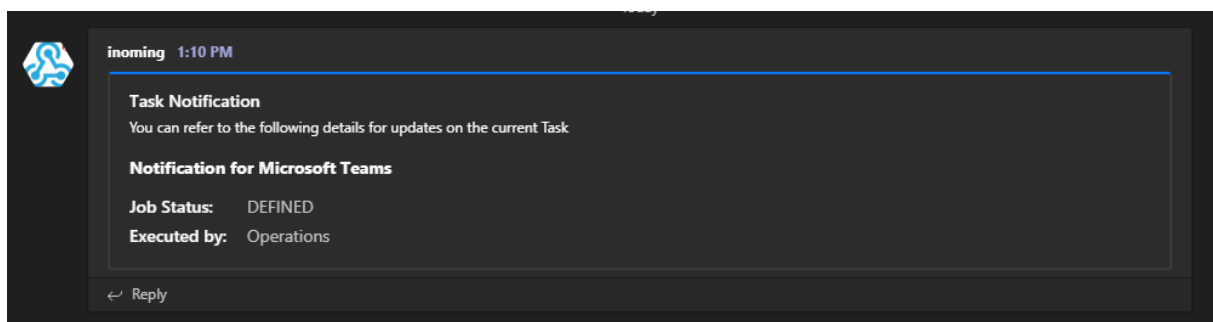 Today
inoming 1:10 PM
Task Notification
You can refer to the following details for updates on the current Task
Notification for Microsoft Teams
Job Status: DEFINED
Executed by: Operations
Reply